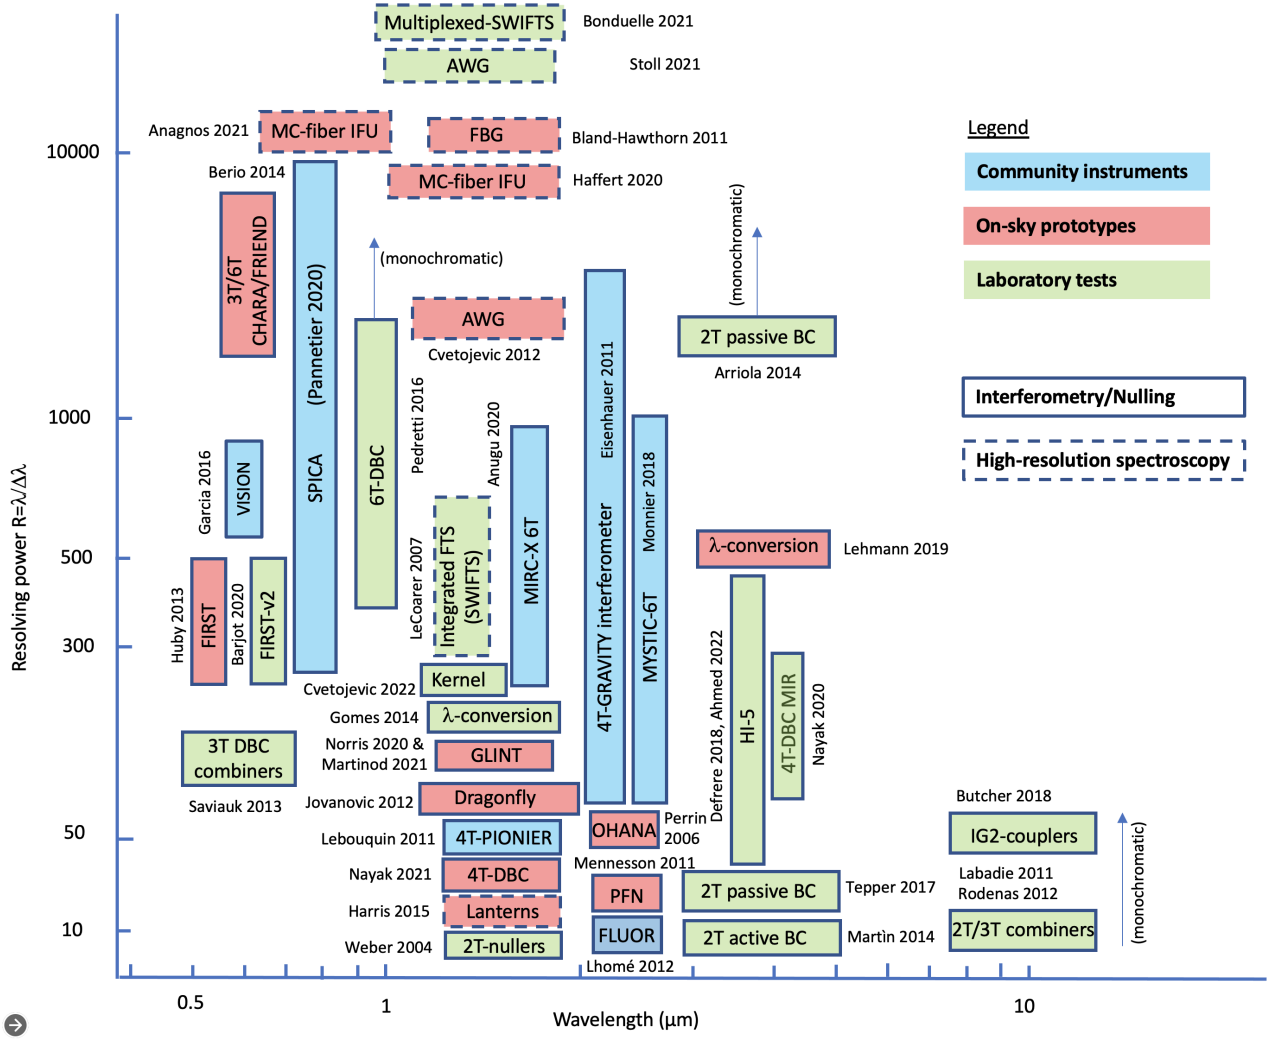 Multiplexed-SWIFTS
Bonduelle 2021
AWG
Stoll 2021
Anagnos 2021
MC-fiber IFU
FBG
Bland-Hawthorn 2011
Legend
10000
Berio 2014
MC-fiber IFU
Haffert 2020
Community instruments
On-sky prototypes
Laboratory tests
Interferometry/Nulling
High-resolution spectroscopy
3T/6T
CHARA/FRIEND
SPICA (Pannetier 2020)
(monochromatic)
6T-DBC
Pedretti 2016
AWG
Cvetojevic 2012
(monochromatic)
2T passive BC
Arriola 2014
1000
Garcia 2016
VISION
Anugu 2020
MIRC-X 6T
4T-GRAVITY interferometer
Eisenhauer 2011
MYSTIC-6T
Monnier 2018
Resolving power R=λ/Δλ
500
Huby 2013
FIRST
Barjot 2020
FIRST-v2
LeCoarer 2007
Integrated FTS
(SWIFTS)
λ-conversion
Lehmann 2019
300
Cvetojevic 2022
Kernel
Gomes 2014
λ-conversion
Norris 2020 &
Martinod 2021
GLINT
Defrere 2018, Ahmed 2022
HI-5
4T-DBC MIR
Nayak 2020
3T DBC
combiners
Saviauk 2013
Jovanovic 2012
Dragonfly
50
Lebouquin 2011
4T-PIONIER
OHANA
Perrin
2006
Butcher 2018
IG2-couplers
Nayak 2021
4T-DBC
Mennesson 2011
PFN
2T passive BC
Tepper 2017
Labadie 2011
Rodenas 2012
Harris 2015
Lanterns
10
Weber 2004
2T-nullers
FLUOR
Lhomé 2012
2T active BC
Martìn 2014
2T/3T combiners
(monochromatic)
0.5
1
10
Wavelength (μm)